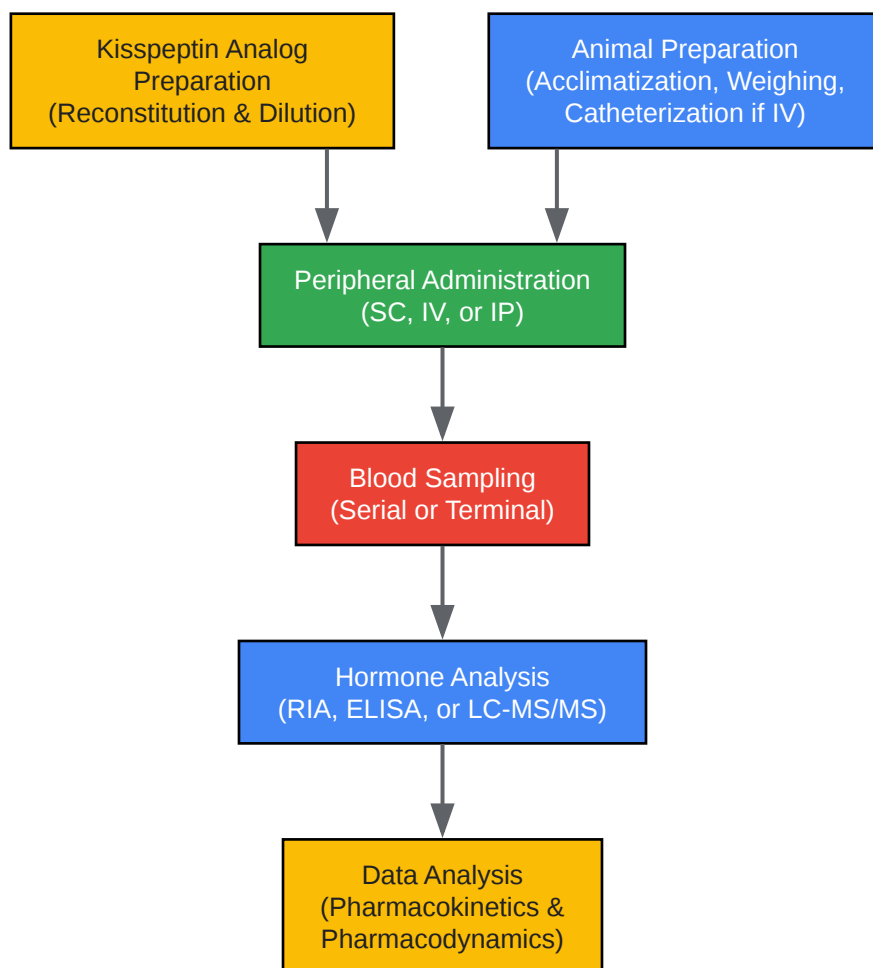 Kisspeptin Analog
Preparation
(Reconstitution & Dilution)
Animal Preparation
(Acclimatization, Weighing,
Catheterization if IV)
Peripheral Administration
(SC, IV, or IP)
Blood Sampling
(Serial or Terminal)
Hormone Analysis
(RIA, ELISA, or LC-MS/MS)
Data Analysis
(Pharmacokinetics &
Pharmacodynamics)